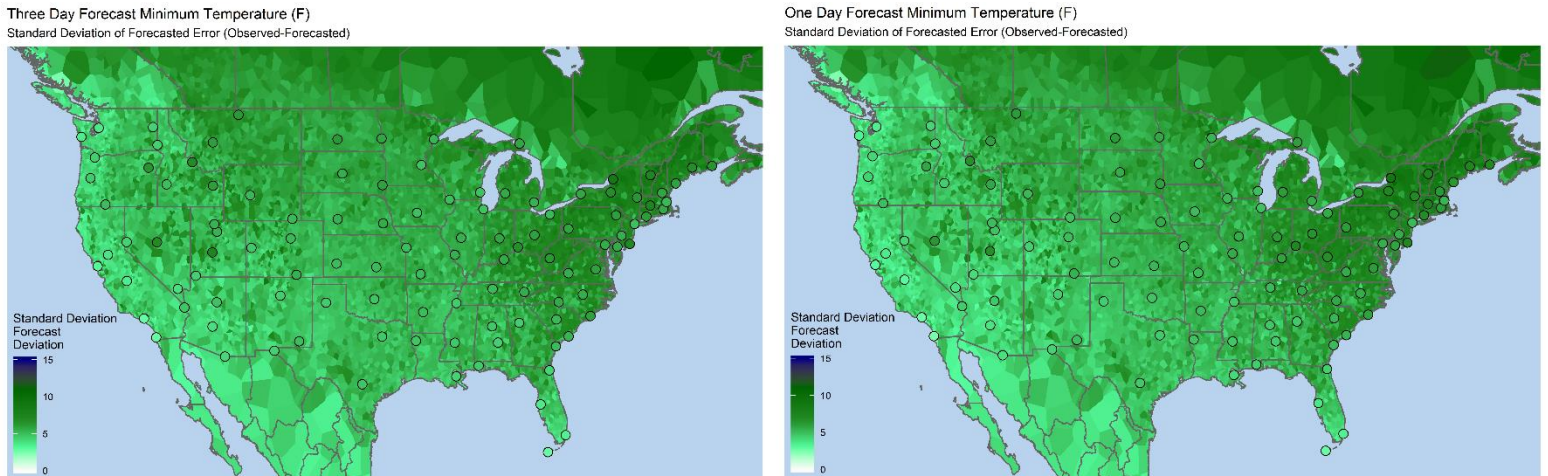 Three Day Forecast Minimum Temperature (F)
Standard Deviation of Forecasted Error (Observed-Forecasted)
Standard Deviation
Forecast
Deviation
15
10
5
0
One Day Forecast Minimum Temperature (F)
Standard Deviation of Forecasted Error (Observed-Forecasted)
Standard Deviation
Forecast
Deviation
15
10
5
0